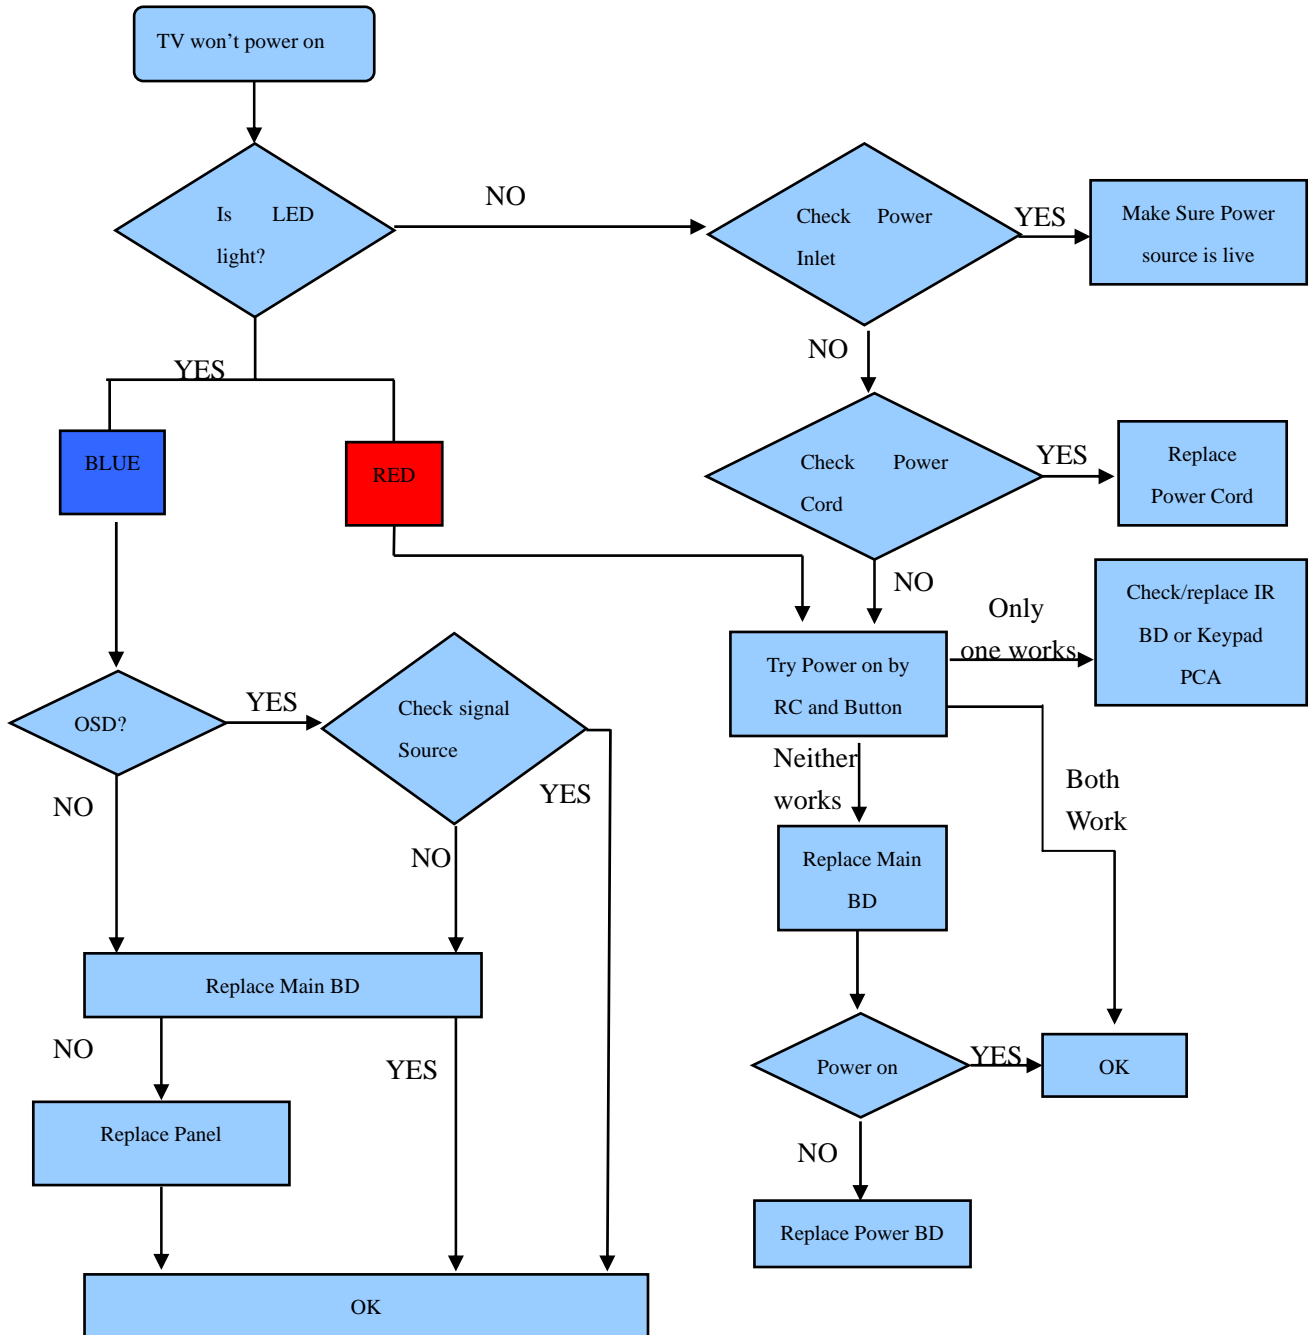 TV won’t power on
Is LED
light?
NO
Check Power
Inlet
YES
Make Sure Power
source is live
YES
NO
BLUE
RED
Check Power
Cord
YES
Replace
Power Cord
NO
Only
one works
Check/replace IR
BD or Keypad
PCA
Try Power on by
RC and Button
OSD?
YES
Check signal
Source
NO
YES
NO
Neither
works
Both
Work
Replace Main
BD
Replace Main BD
NO
YES
Power on
YES
OK
Replace Panel
NO
Replace Power BD
OK